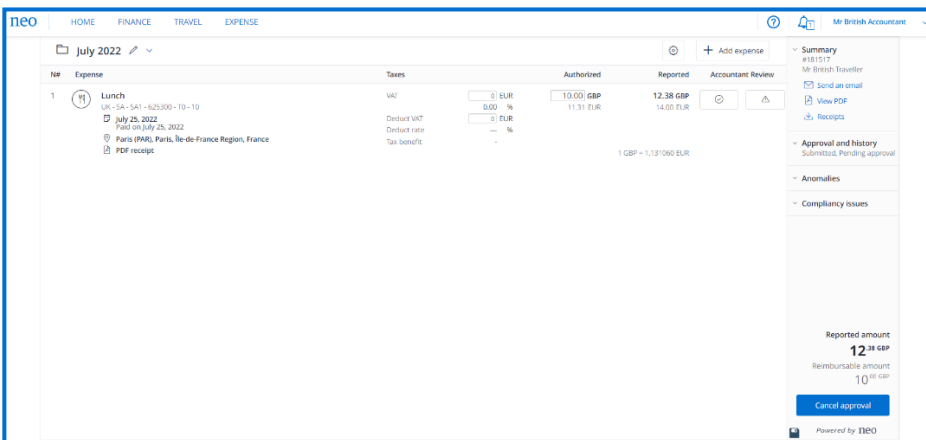 neo HOME FINANCE TRAVEL EXPENSE 1 Mr British Accountant
July 2022 + Add expense
N# Expense Taxes Authorized Reported Accountant Review
1 Lunch VAT 0 EUR 10.00 GBP 12.38 GBP
UK - SA - SA1 - 625300 - T0 - 10 0.00 % 11.31 EUR 14.00 EUR
July 25, 2022 Deduct VAT 0 EUR
Paid on July 25, 2022 Deduct rate — %
Paris (PAR), Paris, Île-de-France Region, France Tax benefit -
PDF receipt 1 GBP = 1.131060 EUR
Summary
#181517
Mr British Traveller
Send an email
View PDF
Receipts
Approval and history
Submitted, Pending approval
Anomalies
Compliancy issues
Reported amount
12.38 GBP
Reimbursable amount
10.00 GBP
Cancel approval
Powered by neo